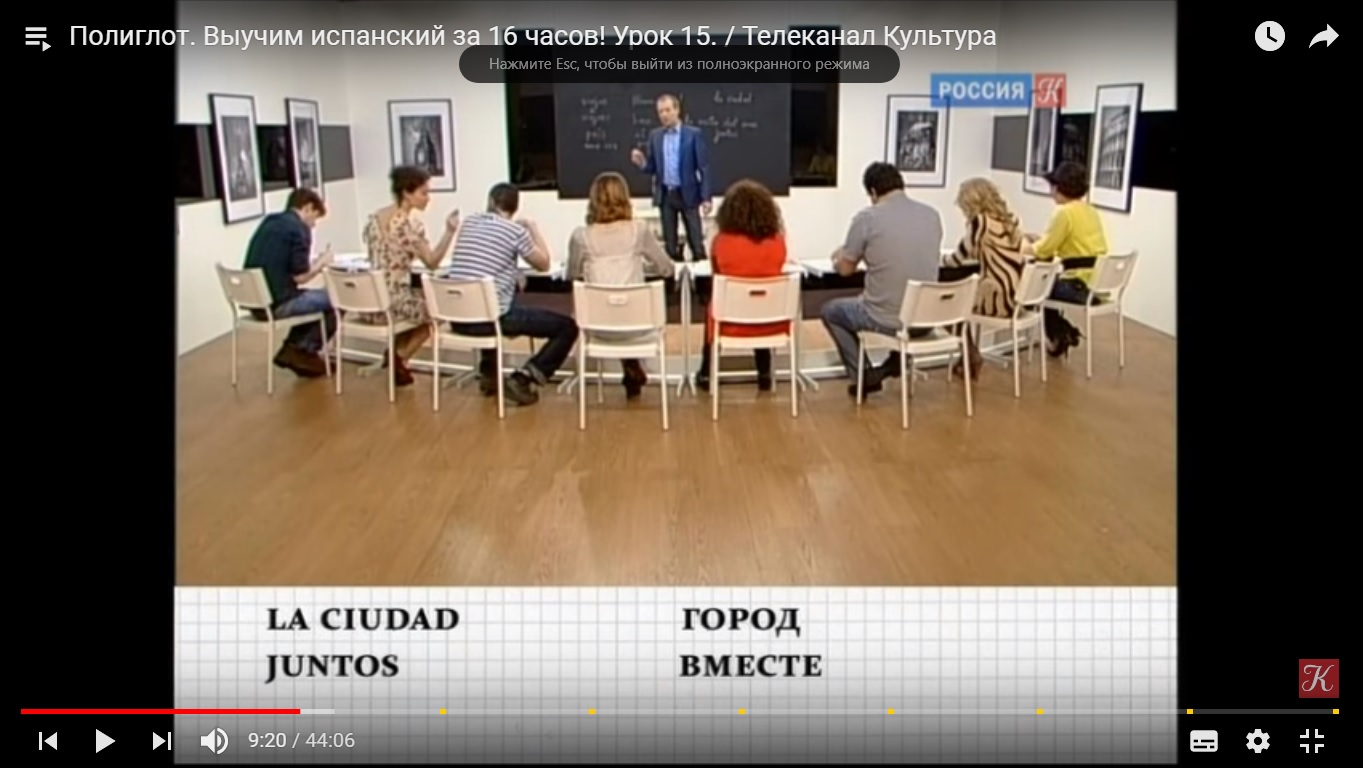 Полиглот. Выучим испанский за 16 часов! Урок 15. / Телеканал Культура
Нажмите Esc, чтобы выйти из полноэкранного режима
РОССИЯ К
la ciudad
LA CIUDAD ГОРОД
JUNTOS ВМЕСТЕ
К
9:20 / 44:06